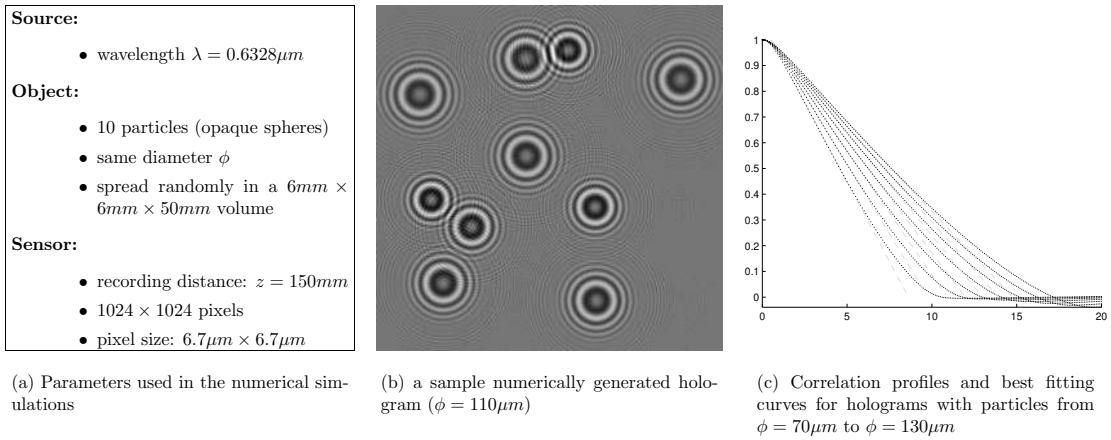 Source:
• wavelength λ = 0.6328μm
Object:
• 10 particles (opaque spheres)
• same diameter ϕ
• spread randomly in a 6mm ×
6mm × 50mm volume
Sensor:
• recording distance: z = 150mm
• 1024 × 1024 pixels
• pixel size: 6.7μm × 6.7μm
(a) Parameters used in the numerical sim-
ulations
(b) a sample numerically generated holo-
gram (ϕ = 110μm)
1
0.9
0.8
0.7
0.6
0.5
0.4
0.3
0.2
0.1
0
0 5 10 15 20
(c) Correlation profiles and best fitting
curves for holograms with particles from
ϕ = 70μm to ϕ = 130μm